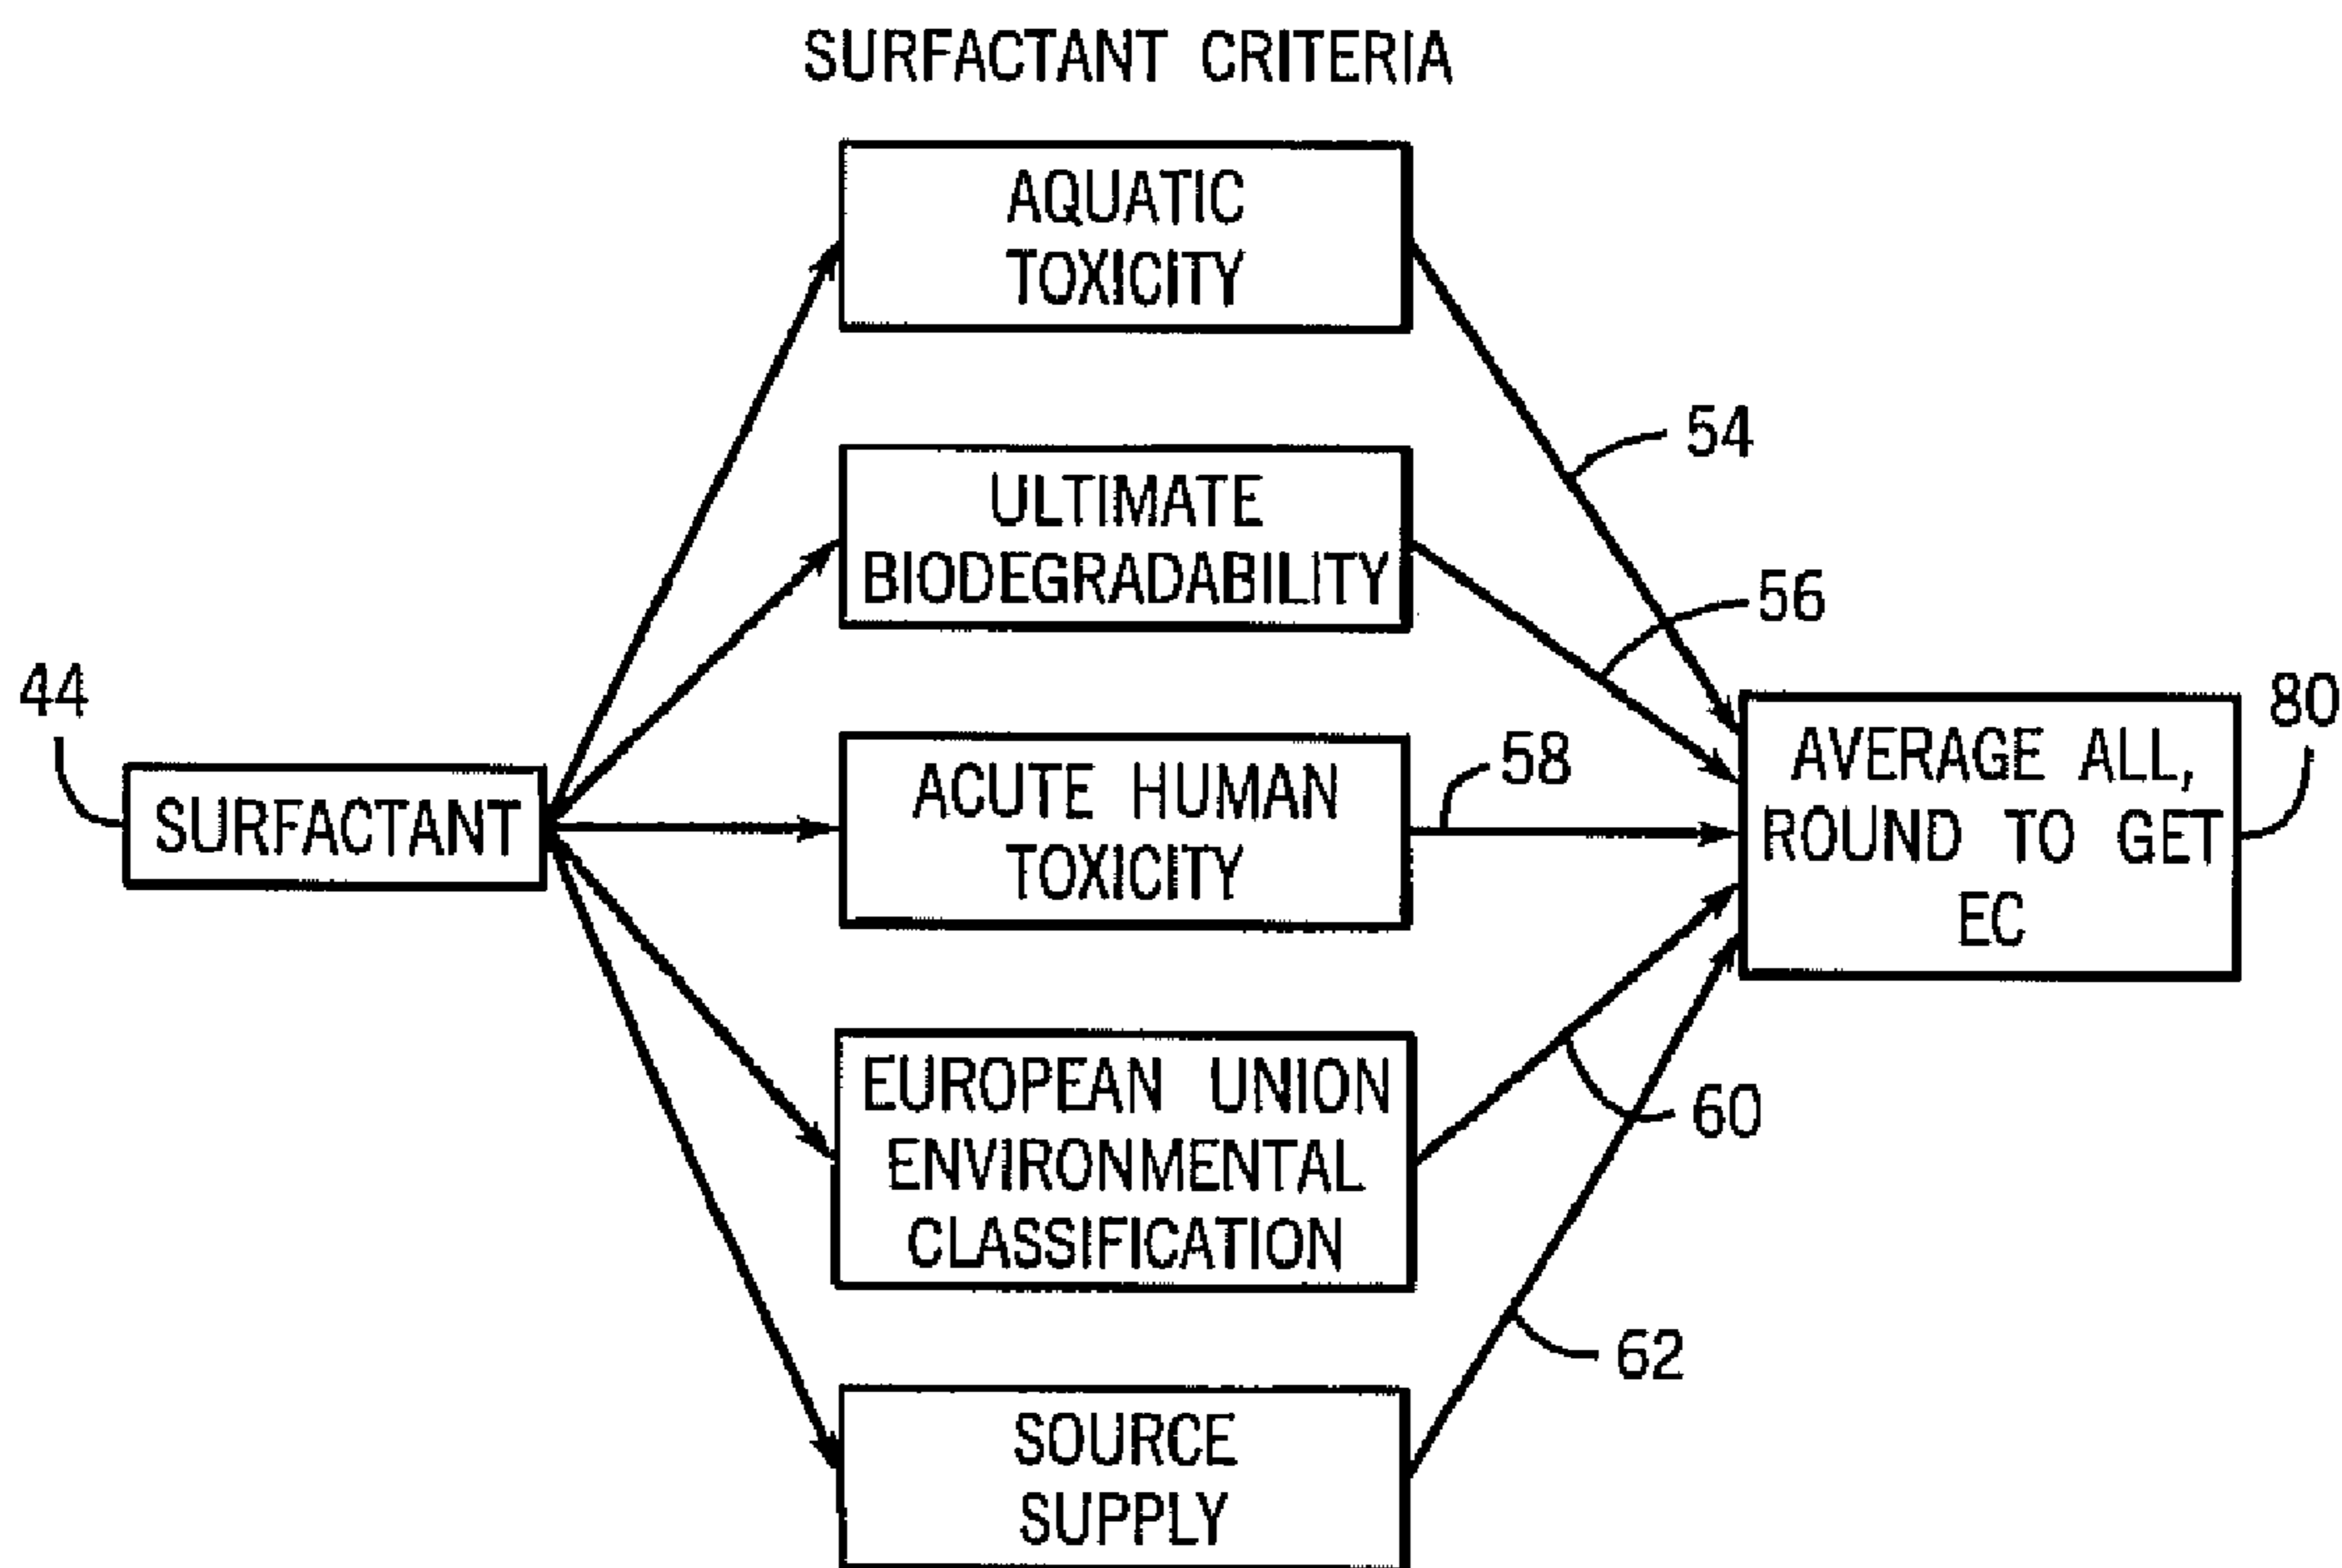 SURFACTANT CRITERIA
AQUATIC
TOXICITY
54
ULTIMATE
BIODEGRADABILITY
56
44
SURFACTANT
ACUTE HUMAN
TOXICITY
58
80
AVERAGE ALL,
ROUND TO GET
EC
EUROPEAN UNION
ENVIRONMENTAL
CLASSIFICATION
60
62
SOURCE
SUPPLY